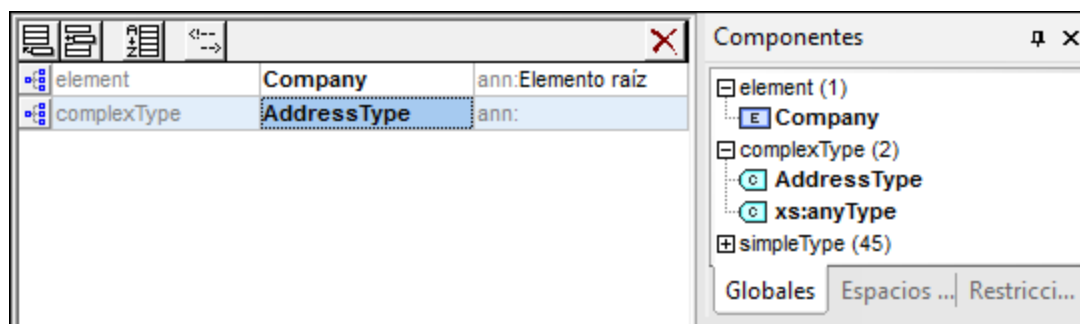 element Company ann:Elemento raíz
complexType AddressType ann:
Componentes
element (1)
E Company
complexType (2)
C AddressType
C xs:anyType
simpleType (45)
Globales Espacios ... Restricci...